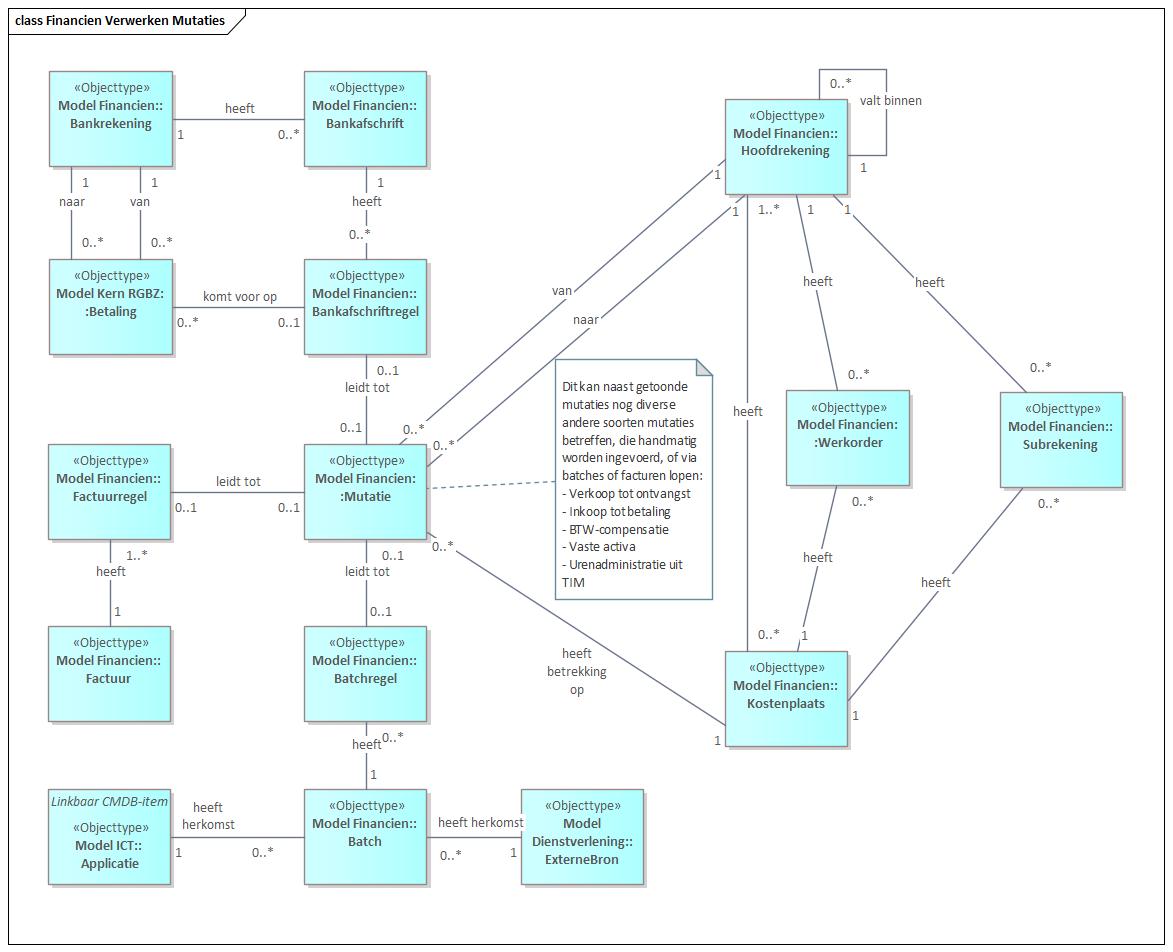 class Financien Verwerken Mutaties
«Objecttype»
Model Financien::
Bankrekening
heeft
1
0..*
«Objecttype»
Model Financien::
Bankafschrift
0..*
valt binnen
1
«Objecttype»
Model Financien::
Hoofdrekening
1
naar
0..*
1
van
0..*
1
heeft
0..*
«Objecttype»
Model Kern RGBZ:
:Betaling
komt voor op
0..*
0..1
«Objecttype»
Model Financien::
Bankafschriftregel
1
van
0..*
1
naar
0..*
1..*
heeft
0..*
1
heeft
0..*
1
heeft
0..*
0..1
leidt tot
0..1
Dit kan naast getoonde
mutaties nog diverse
andere soorten mutaties
betreffen, die handmatig
worden ingevoerd, of via
batches of facturen lopen:
- Verkoop tot ontvangst
- Inkoop tot betaling
- BTW-compensatie
- Vaste activa
- Urenadministratie uit
TIM
«Objecttype»
Model Financien:
:Werkorder
«Objecttype»
Model Financien::
Subrekening
«Objecttype»
Model Financien::
Factuurregel
leidt tot
0..1
0..1
«Objecttype»
Model Financien:
:Mutatie
0..*
heeft
1
0..*
heeft
1
1..*
heeft
1
0..1
leidt tot
0..1
0..*
heeft
betrekking
op
1
«Objecttype»
Model Financien::
Factuur
«Objecttype»
Model Financien::
Batchregel
«Objecttype»
Model Financien::
Kostenplaats
0..*
heeft
1
Linkbaar CMDB-item
«Objecttype»
Model ICT::
Applicatie
heeft
herkomst
1
0..*
«Objecttype»
Model Financien::
Batch
heeft herkomst
0..*
1
«Objecttype»
Model
Dienstverlening::
ExterneBron